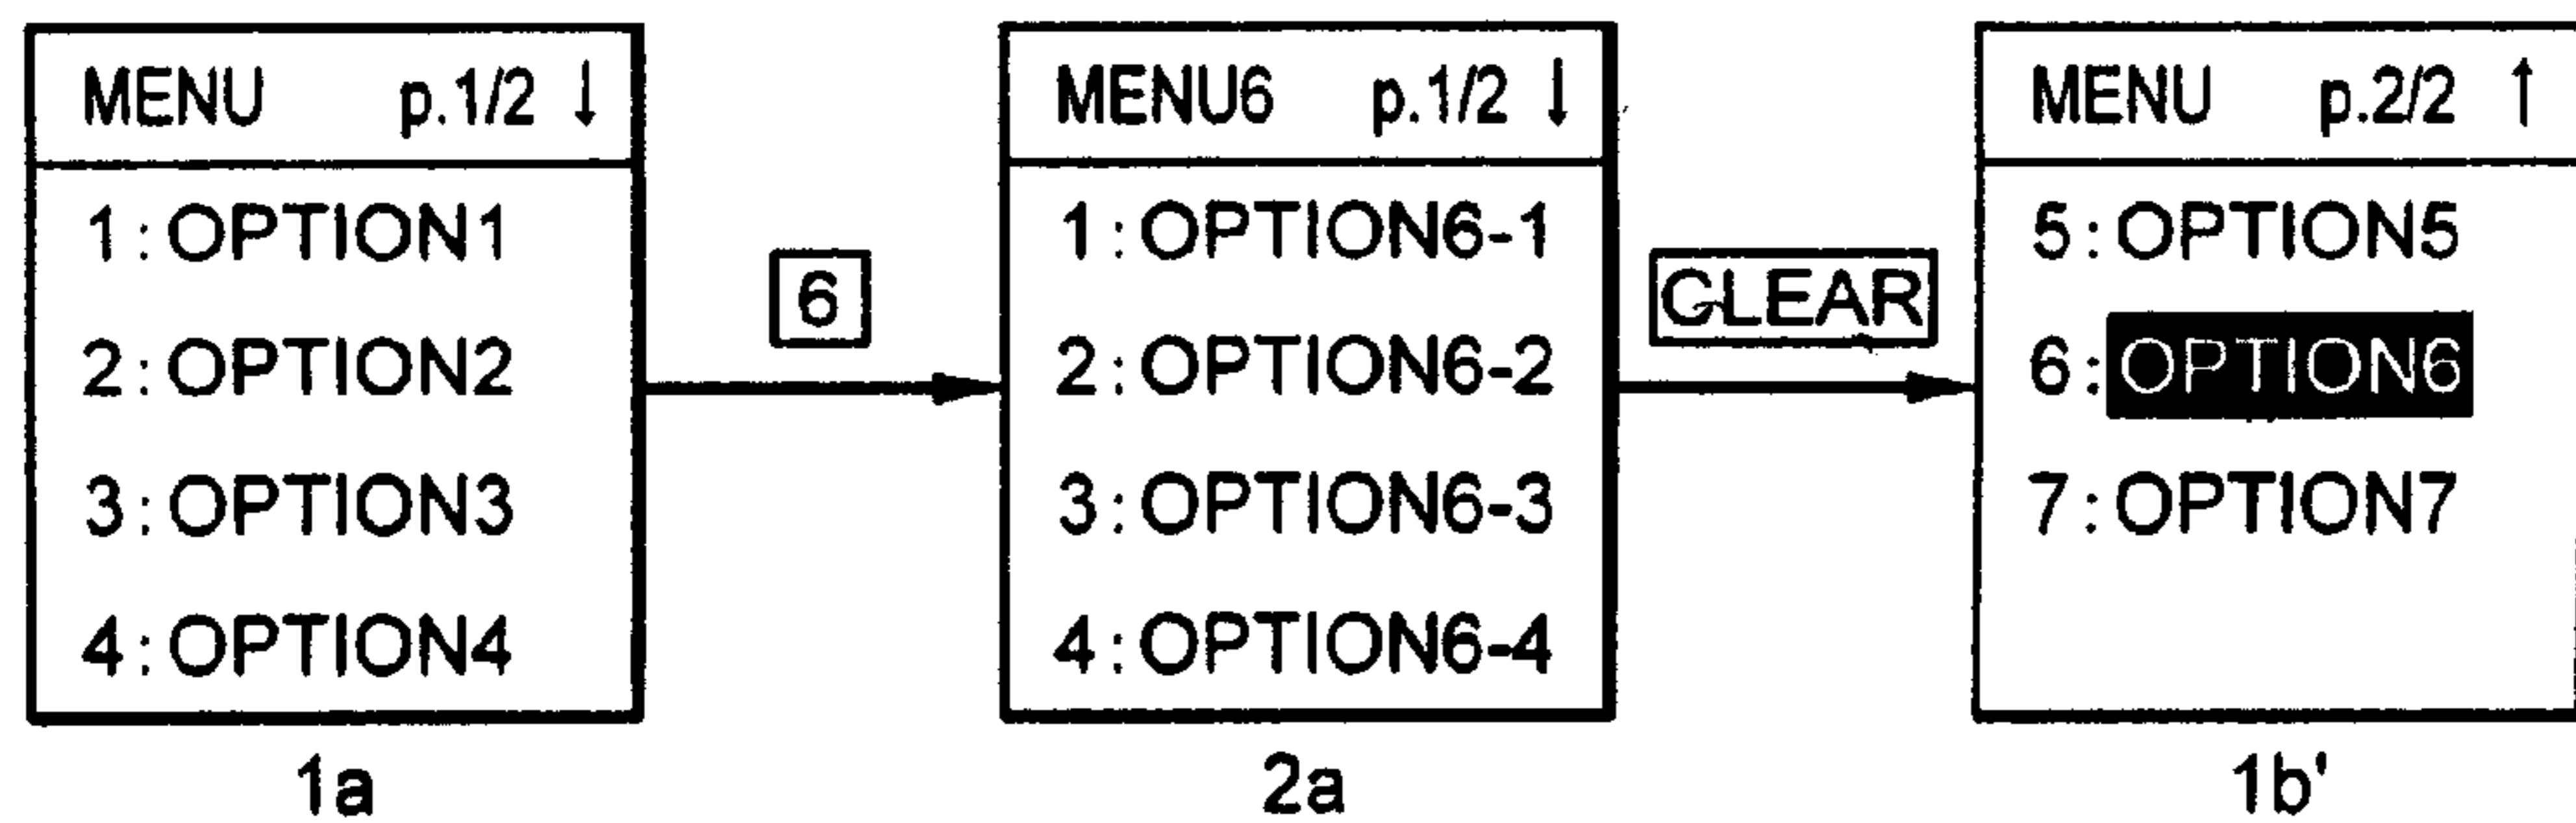 MENU p.1/2 ↓
1:OPTION1
2:OPTION2
3:OPTION3
4:OPTION4
1a
6
MENU6 p.1/2 ↓
1:OPTION6-1
2:OPTION6-2
3:OPTION6-3
4:OPTION6-4
2a
CLEAR
MENU p.2/2 ↑
5:OPTION5
6:OPTION6
7:OPTION7
1b'